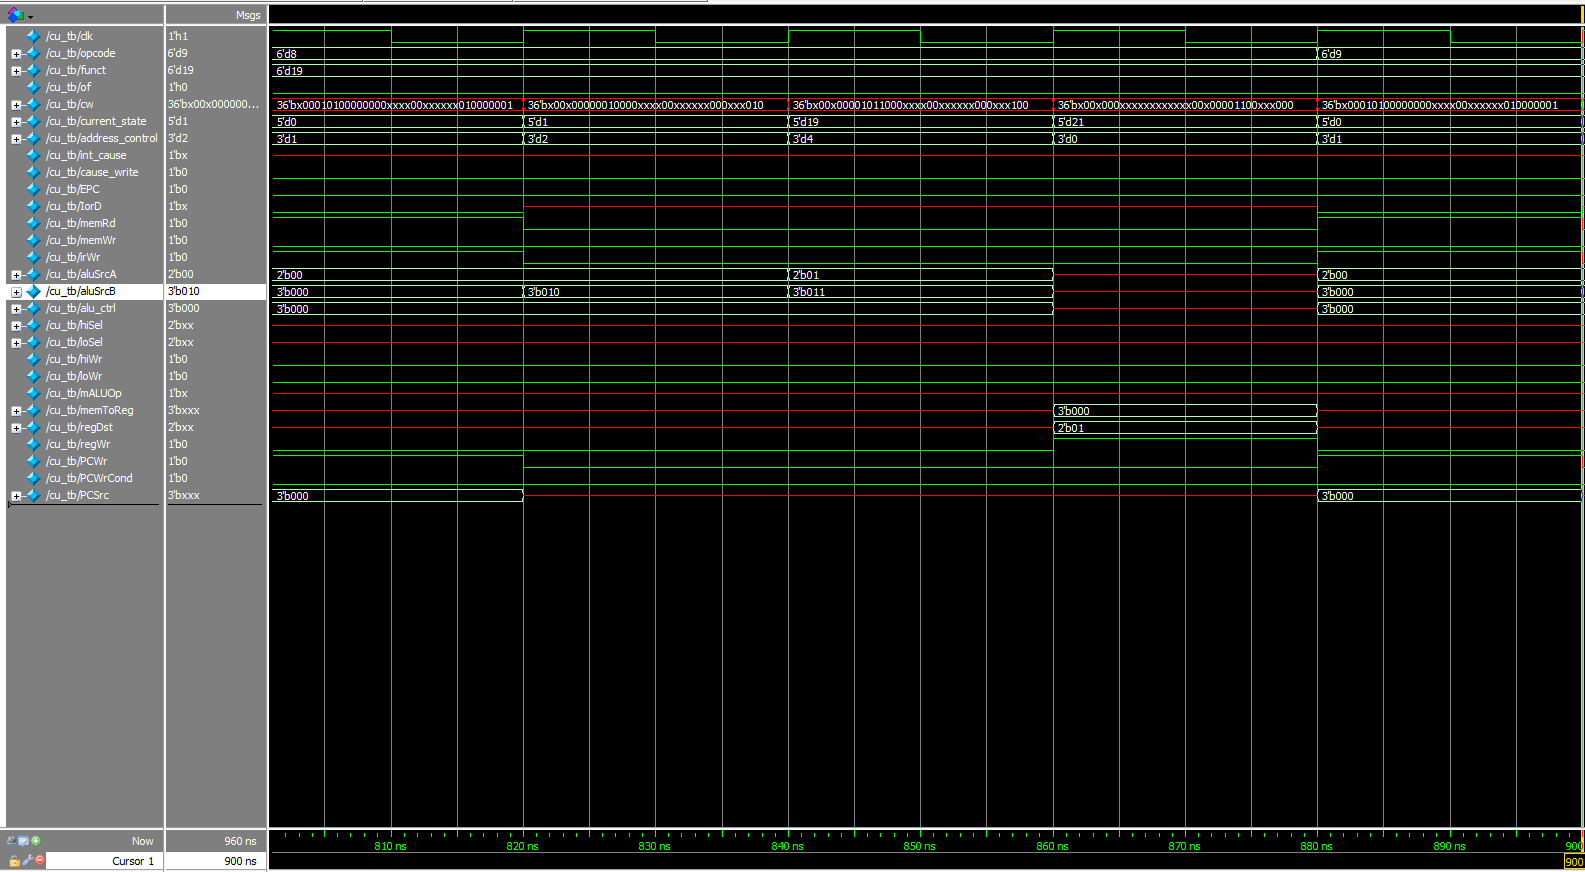 Msgs
/cu_tb/clk 1'h1
/cu_tb/opcode 6'd9 6'd8 6'd9
/cu_tb/funct 6'd19 6'd19
/cu_tb/of 1'h0
/cu_tb/cw 36'bx00x000000... 36'bx00010100000000xxxx00xxxxxx010000001 36'bx00x00000010000xxxx00xxxxxx000xxx010 36'bx00x00001011000xxxx00xxxxxx000xxx100 36'bx00x000xxxxxxxxxxxx00x00001100xxx000 36'bx00010100000000xxxx00xxxxxx010000001
/cu_tb/current_state 5'd1 5'd0 5'd1 5'd19 5'd21 5'd0
/cu_tb/address_control 3'd2 3'd1 3'd2 3'd4 3'd0 3'd1
/cu_tb/int_cause 1'bx
/cu_tb/cause_write 1'b0
/cu_tb/EPC 1'b0
/cu_tb/IorD 1'bx
/cu_tb/memRd 1'b0
/cu_tb/memWr 1'b0
/cu_tb/irWr 1'b0
/cu_tb/aluSrcA 2'b00 2'b00 2'b01 2'b00
/cu_tb/aluSrcB 3'b010 3'b000 3'b010 3'b011 3'b000
/cu_tb/alu_ctrl 3'b000 3'b000 3'b000
/cu_tb/hiSel 2'bxx
/cu_tb/loSel 2'bxx
/cu_tb/hiWr 1'b0
/cu_tb/loWr 1'b0
/cu_tb/mALUOp 1'bx
/cu_tb/memToReg 3'bxxx 3'b000
/cu_tb/regDst 2'bxx 2'b01
/cu_tb/regWr 1'b0
/cu_tb/PCWr 1'b0
/cu_tb/PCWrCond 1'b0
/cu_tb/PCSrc 3'bxxx 3'b000 3'b000
Now 960 ns 810 ns 820 ns 830 ns 840 ns 850 ns 860 ns 870 ns 880 ns 890 ns 900
Cursor 1 900 ns 900